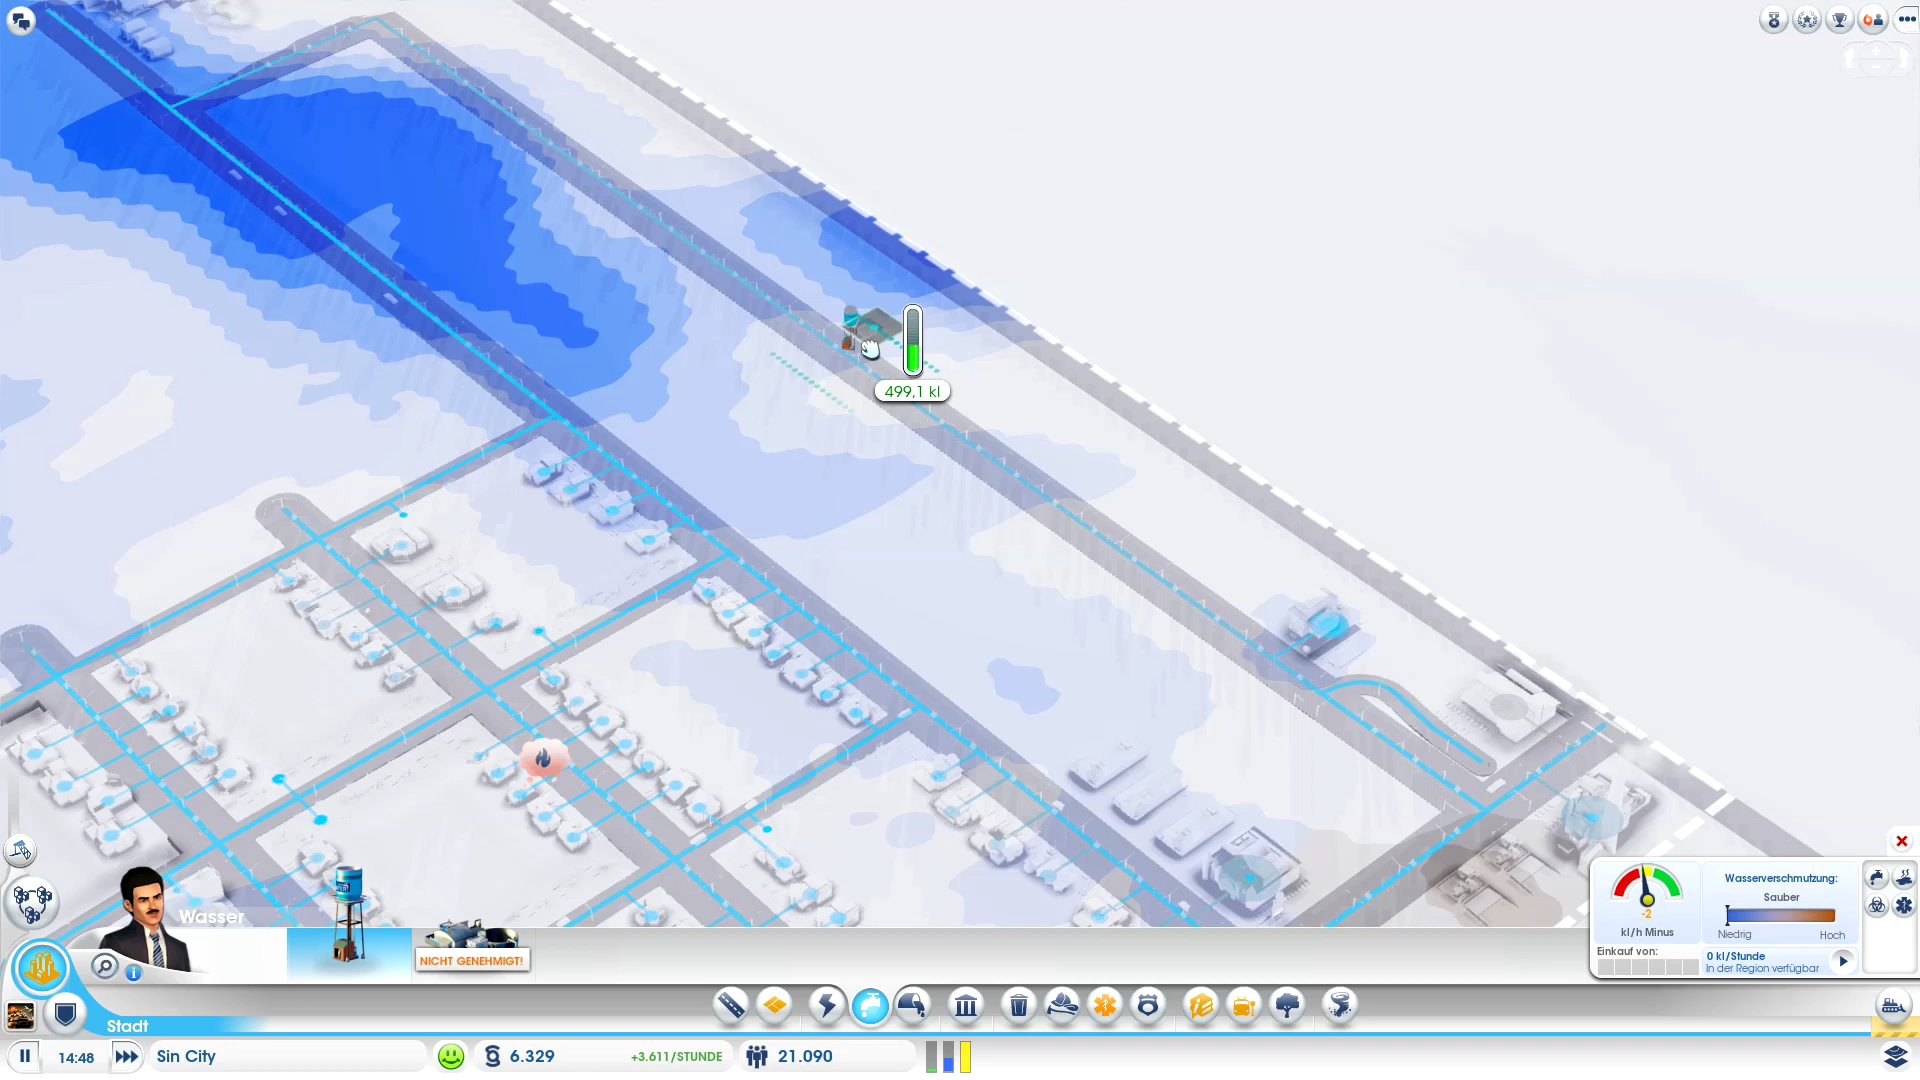 499,1 kl
Wasser
NICHT GENEHMIGT!
Wasserverschmutzung:
Sauber
-2
kl/h Minus
Niedrig
Hoch
Einkauf von:
0 kl/Stunde
In der Region verfügbar
Stadt
14:48
Sin City
6.329
+3.611/STUNDE
21.090